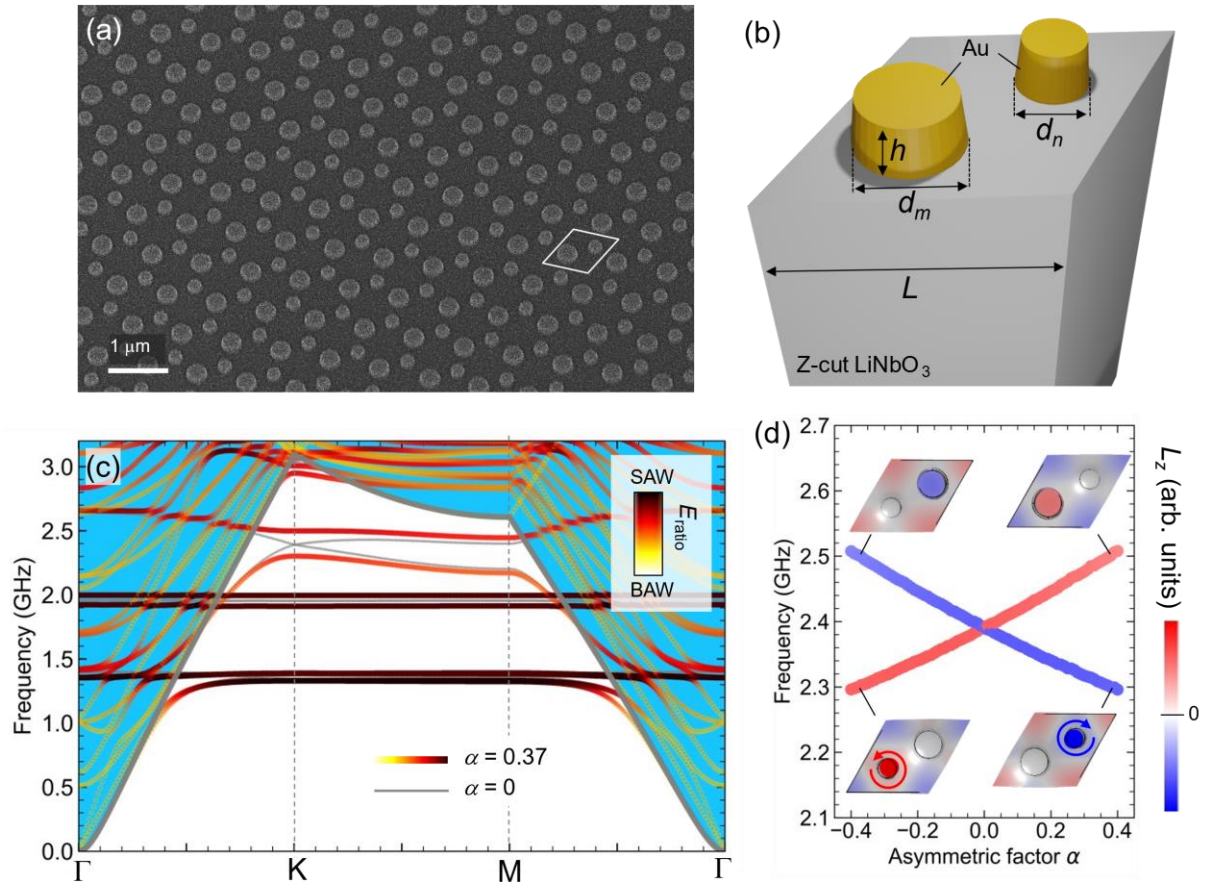 (a)
1 μm
(b)
Au
h
d_m
d_n
L
Z-cut LiNbO₃
(c)
Frequency (GHz)
3.0
2.5
2.0
1.5
1.0
0.5
0.0
Γ
K
M
Γ
SAW
E_ratio
BAW
α = 0.37
α = 0
(d)
Frequency (GHz)
2.7
2.6
2.5
2.4
2.3
2.2
2.1
−0.4
−0.2
0.0
0.2
0.4
Asymmetric factor α
L_z (arb. units)
0